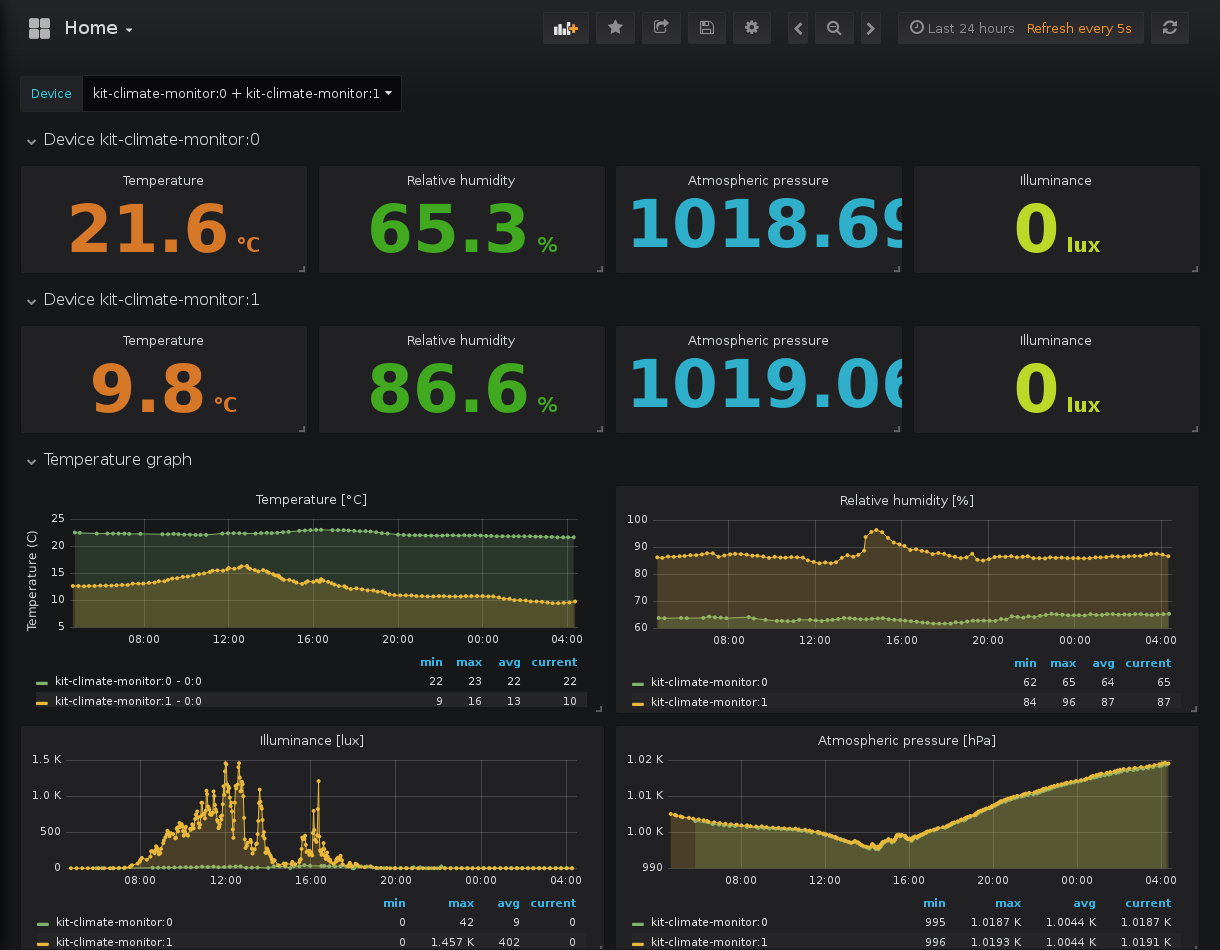 Home
Last 24 hours Refresh every 5s
Device kit-climate-monitor:0 + kit-climate-monitor:1
Device kit-climate-monitor:0
Temperature Relative humidity Atmospheric pressure Illuminance
21.6 °C 65.3 % 1018.69 0 lux
Device kit-climate-monitor:1
Temperature Relative humidity Atmospheric pressure Illuminance
9.8 °C 86.6 % 1019.06 0 lux
Temperature graph
Temperature [°C]
Temperature (C)
25
20
15
10
5
08:00 12:00 16:00 20:00 00:00 04:00
min max avg current
kit-climate-monitor:0 - 0:0 22 23 22 22
kit-climate-monitor:1 - 0:0 9 16 13 10
Relative humidity [%]
100
90
80
70
60
08:00 12:00 16:00 20:00 00:00 04:00
min max avg current
kit-climate-monitor:0 62 65 64 65
kit-climate-monitor:1 84 96 87 87
Illuminance [lux]
1.5 K
1.0 K
500
0
08:00 12:00 16:00 20:00 00:00 04:00
min max avg current
kit-climate-monitor:0 0 42 9 0
kit-climate-monitor:1 0 1.457 K 402 0
Atmospheric pressure [hPa]
1.02 K
1.01 K
1.00 K
990
08:00 12:00 16:00 20:00 00:00 04:00
min max avg current
kit-climate-monitor:0 995 1.0187 K 1.0044 K 1.0187 K
kit-climate-monitor:1 996 1.0193 K 1.0044 K 1.0191 K